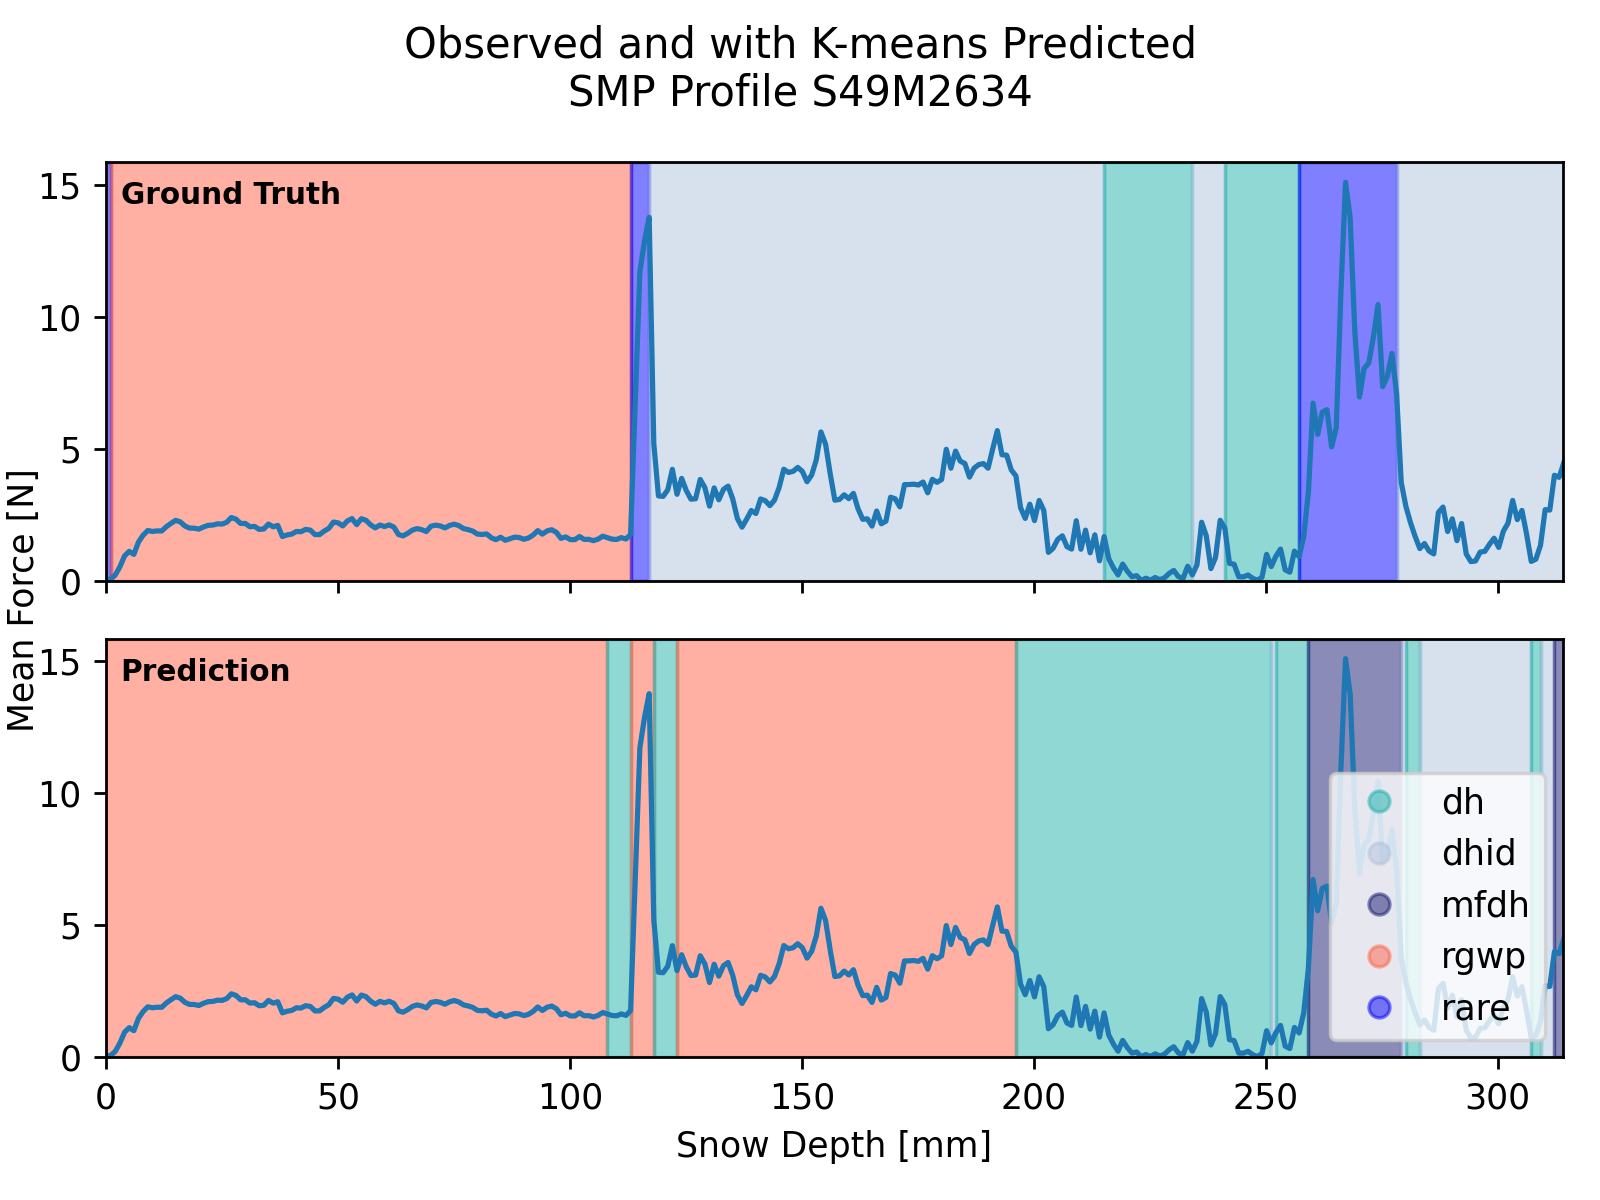 Observed and with K-means Predicted
SMP Profile S49M2634
Mean Force [N]
15
10
5
0
Ground Truth
15
10
5
0
Prediction
dh
dhid
mfdh
rgwp
rare
0 50 100 150 200 250 300
Snow Depth [mm]